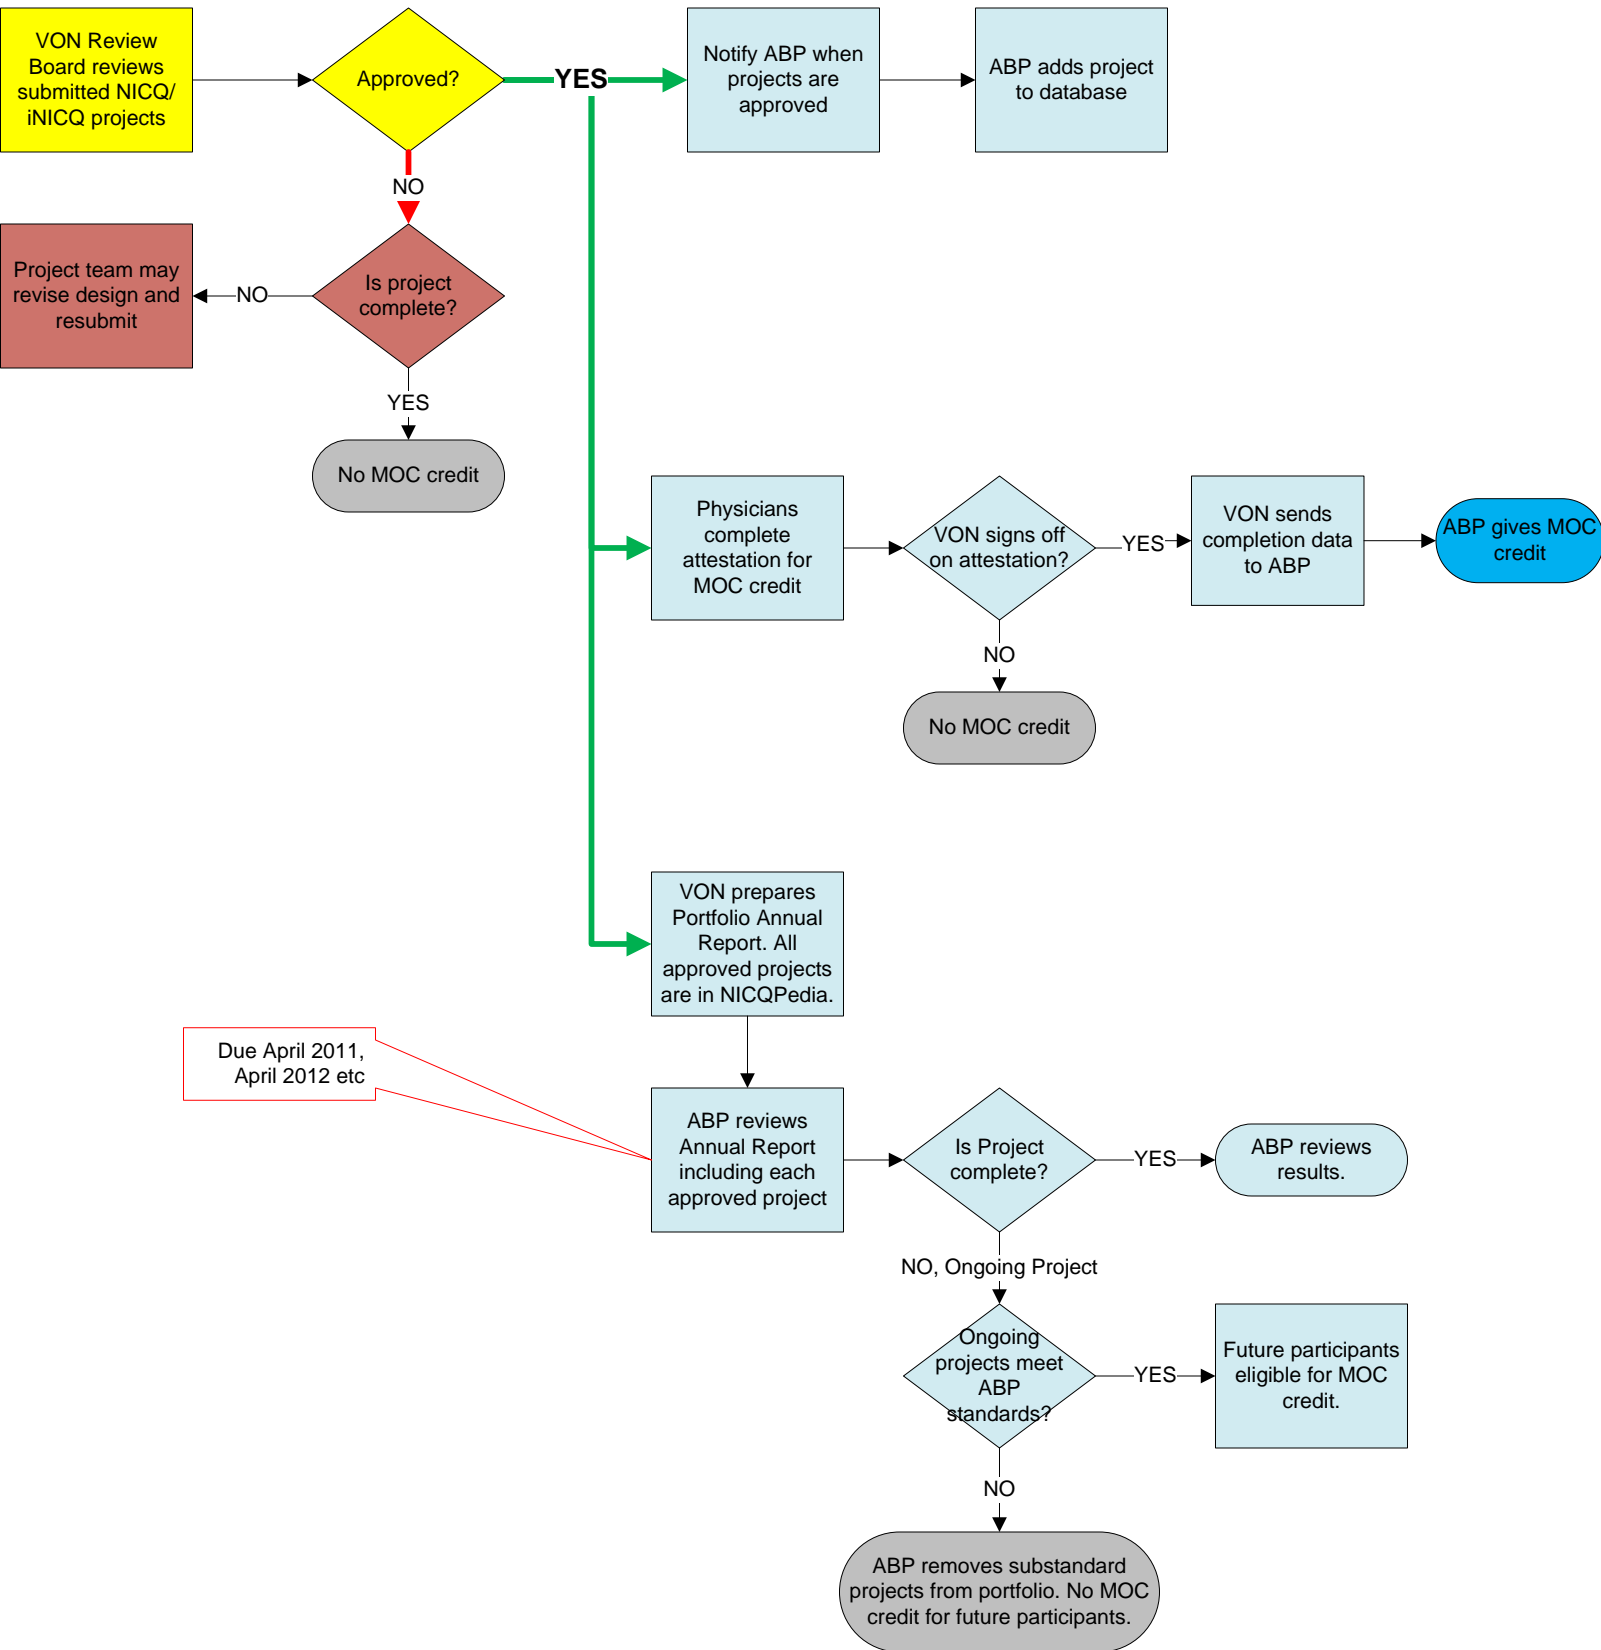 VON Review
Board reviews
submitted NICQ/
iNICQ projects
Approved?
YES
Notify ABP when
projects are
approved
ABP adds project
to database
NO
Project team may
revise design and
resubmit
NO
Is project
complete?
YES
No MOC credit
Physicians
complete
attestation for
MOC credit
VON signs off
on attestation?
YES
VON sends
completion data
to ABP
ABP gives MOC
credit
NO
No MOC credit
VON prepares
Portfolio Annual
Report. All
approved projects
are in NICQPedia.
Due April 2011,
April 2012 etc
ABP reviews
Annual Report
including each
approved project
Is Project
complete?
YES
ABP reviews
results.
NO, Ongoing Project
Ongoing
projects meet
ABP
standards?
YES
Future participants
eligible for MOC
credit.
NO
ABP removes substandard
projects from portfolio. No MOC
credit for future participants.